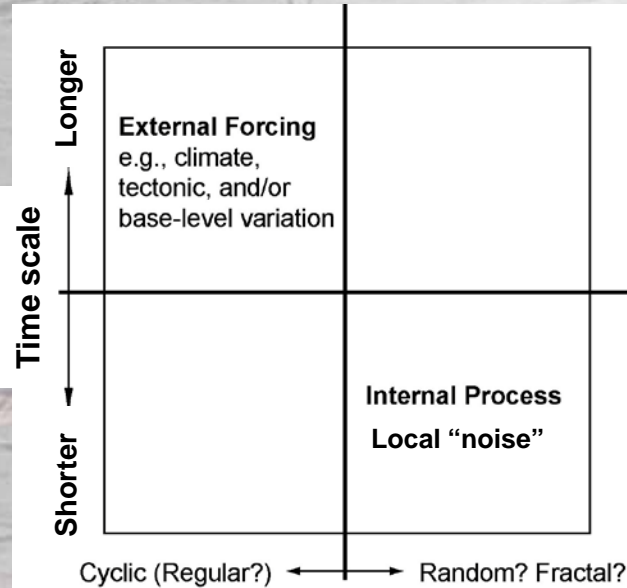 Longer
Time scale
Shorter
External Forcing
e.g., climate,
tectonic, and/or
base-level variation
Internal Process
Local “noise”
Cyclic (Regular?)
Random? Fractal?